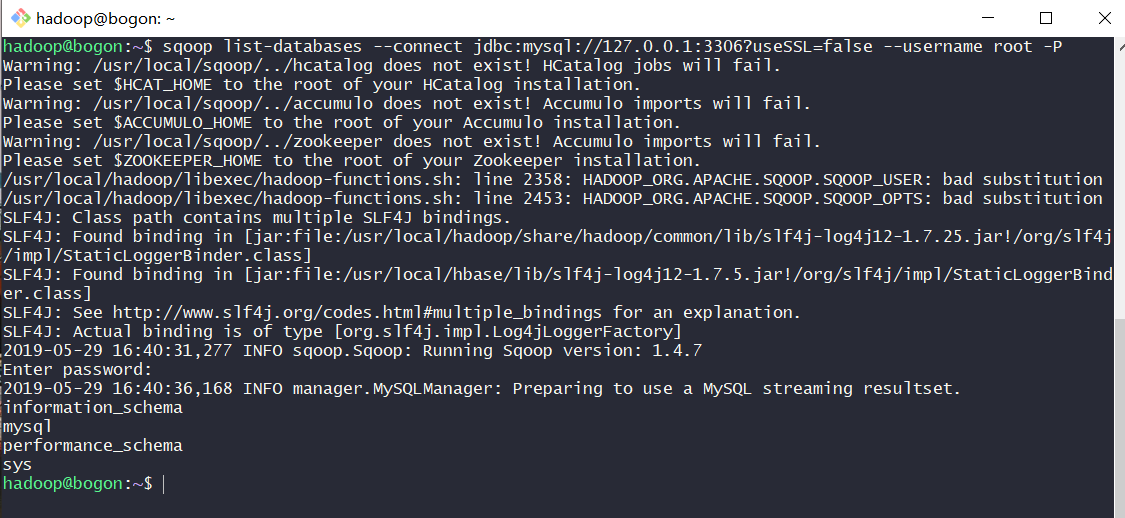 hadoop@bogon: ~
hadoop@bogon:~$ sqoop list-databases --connect jdbc:mysql://127.0.0.1:3306?useSSL=false --username root -P
Warning: /usr/local/sqoop/../hcatalog does not exist! HCatalog jobs will fail.
Please set $HCAT_HOME to the root of your HCatalog installation.
Warning: /usr/local/sqoop/../accumulo does not exist! Accumulo imports will fail.
Please set $ACCUMULO_HOME to the root of your Accumulo installation.
Warning: /usr/local/sqoop/../zookeeper does not exist! Accumulo imports will fail.
Please set $ZOOKEEPER_HOME to the root of your Zookeeper installation.
/usr/local/hadoop/libexec/hadoop-functions.sh: line 2358: HADOOP_ORG.APACHE.SQOOP.SQOOP_USER: bad substitution
/usr/local/hadoop/libexec/hadoop-functions.sh: line 2453: HADOOP_ORG.APACHE.SQOOP.SQOOP_OPTS: bad substitution
SLF4J: Class path contains multiple SLF4J bindings.
SLF4J: Found binding in [jar:file:/usr/local/hadoop/share/hadoop/common/lib/slf4j-log4j12-1.7.25.jar!/org/slf4j
/impl/StaticLoggerBinder.class]
SLF4J: Found binding in [jar:file:/usr/local/hbase/lib/slf4j-log4j12-1.7.5.jar!/org/slf4j/impl/StaticLoggerBind
er.class]
SLF4J: See http://www.slf4j.org/codes.html#multiple_bindings for an explanation.
SLF4J: Actual binding is of type [org.slf4j.impl.Log4jLoggerFactory]
2019-05-29 16:40:31,277 INFO sqoop.Sqoop: Running Sqoop version: 1.4.7
Enter password:
2019-05-29 16:40:36,168 INFO manager.MySQLManager: Preparing to use a MySQL streaming resultset.
information_schema
mysql
performance_schema
sys
hadoop@bogon:~$